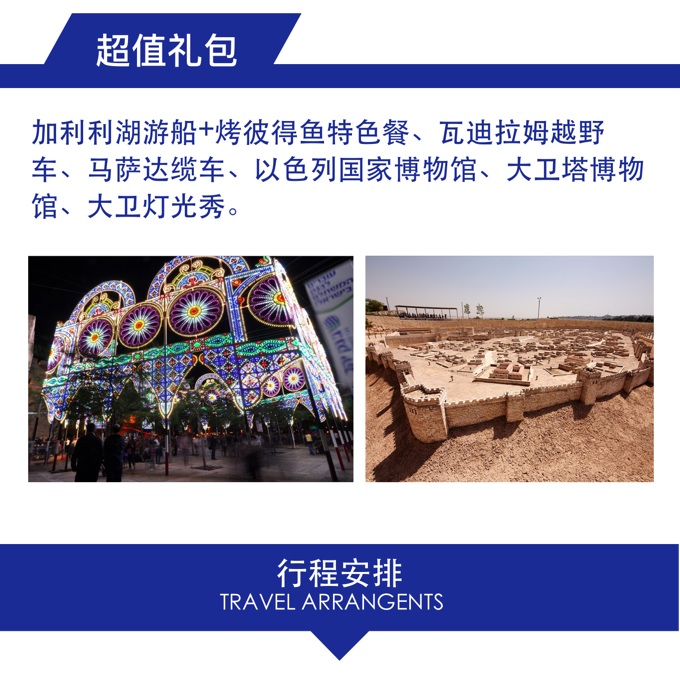 超值礼包
加利利湖游船+烤彼得鱼特色餐、瓦迪拉姆越野
车、马萨达缆车、以色列国家博物馆、大卫塔博物
馆、大卫灯光秀。
行程安排
TRAVEL ARRANGENTS